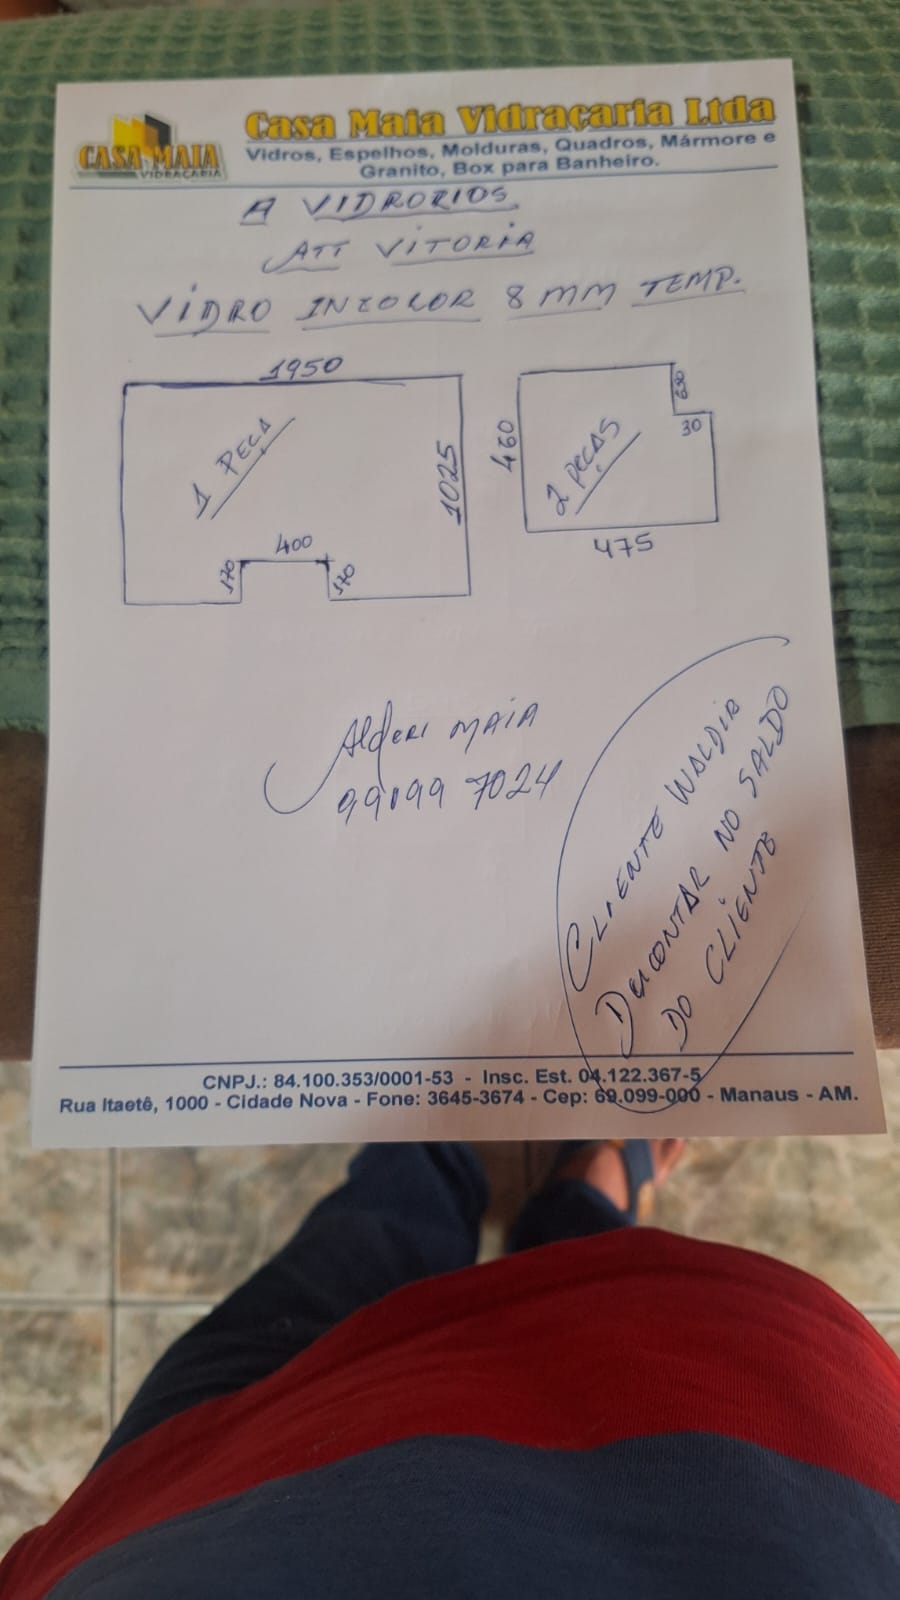 CASA MAIA
VIDRAÇARIA
Casa Maia Vidraçaria Ltda
Vidros, Espelhos, Molduras, Quadros, Mármore e
Granito, Box para Banheiro.
A VIDRORIOS.
ATT VITORIA
VIDRO INCOLOR 8 MM TEMP.
1950
1 PEÇA
1025
400
170
170
460
2 PEÇAS
30
475
Alderi MAIA
99199 7024
CLIENTE WALDIR
DESCONTAR NO SALDO
DO CLIENTE
CNPJ.: 84.100.353/0001-53 - Insc. Est. 04.122.367-5
Rua Itaetê, 1000 - Cidade Nova - Fone: 3645-3674 - Cep: 69.099-000 - Manaus - AM.